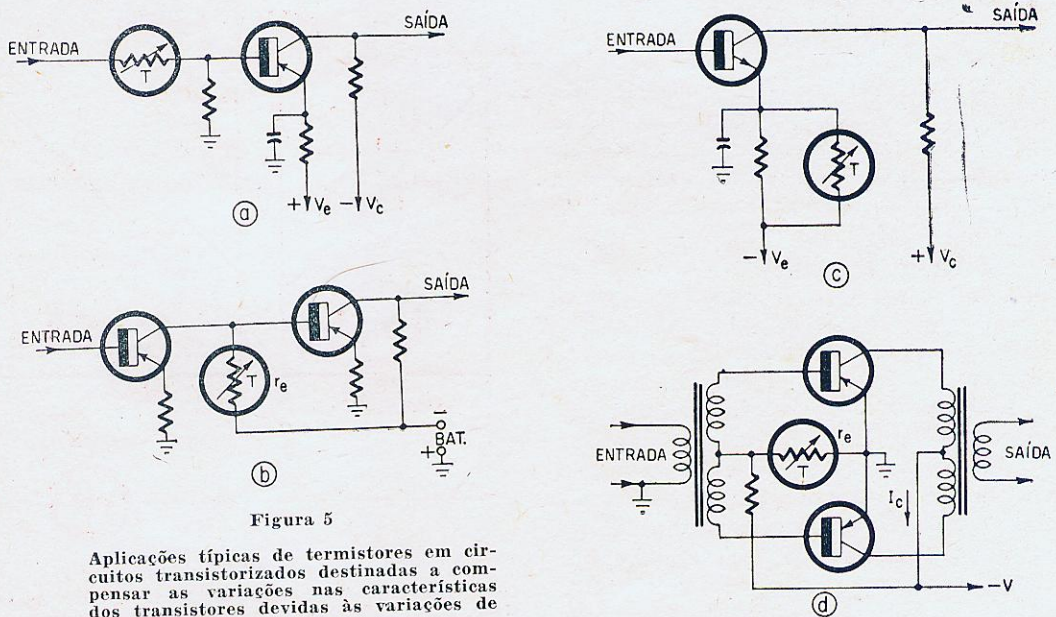 ENTRADA
T
SAÍDA
+Ve
-Vc
a
ENTRADA
T
re
SAÍDA
-
BAT.
+
b
ENTRADA
SAÍDA
T
-Ve
+Vc
c
ENTRADA
re
T
Ic
SAÍDA
-V
d
Figura 5
Aplicações típicas de termistores em cir-
cuitos transistorizados destinadas a com-
pensar as variações nas características
dos transistores devidas às variações de